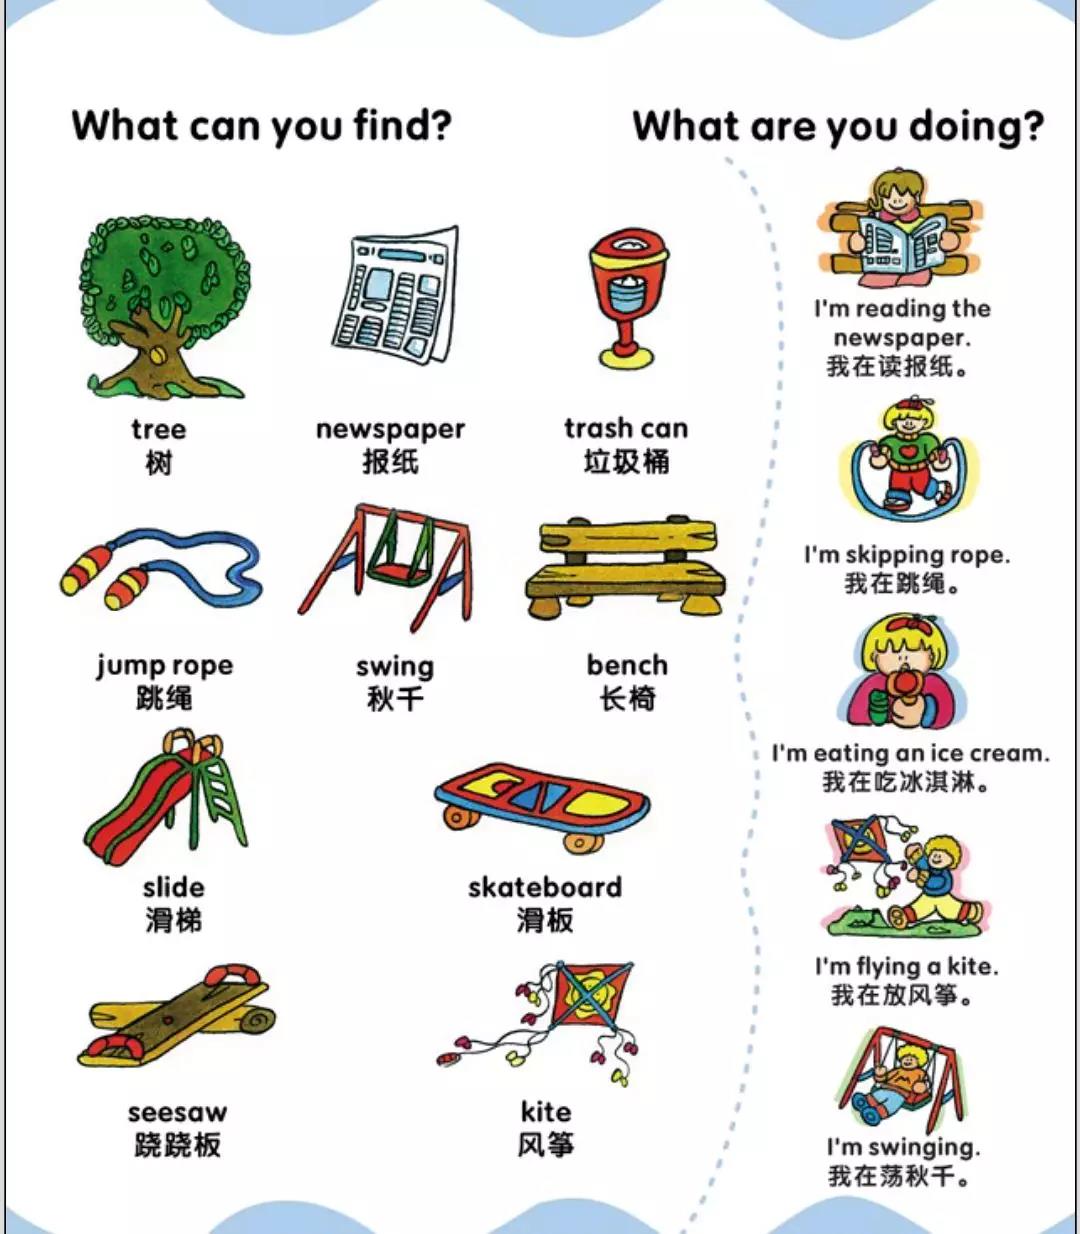 What can you find?
tree
树
newspaper
报纸
trash can
垃圾桶
jump rope
跳绳
swing
秋千
bench
长椅
slide
滑梯
skateboard
滑板
seesaw
跷跷板
kite
风筝
What are you doing?
I'm reading the
newspaper.
我在读报纸。
I'm skipping rope.
我在跳绳。
I'm eating an ice cream.
我在吃冰淇淋。
I'm flying a kite.
我在放风筝。
I'm swinging.
我在荡秋千。